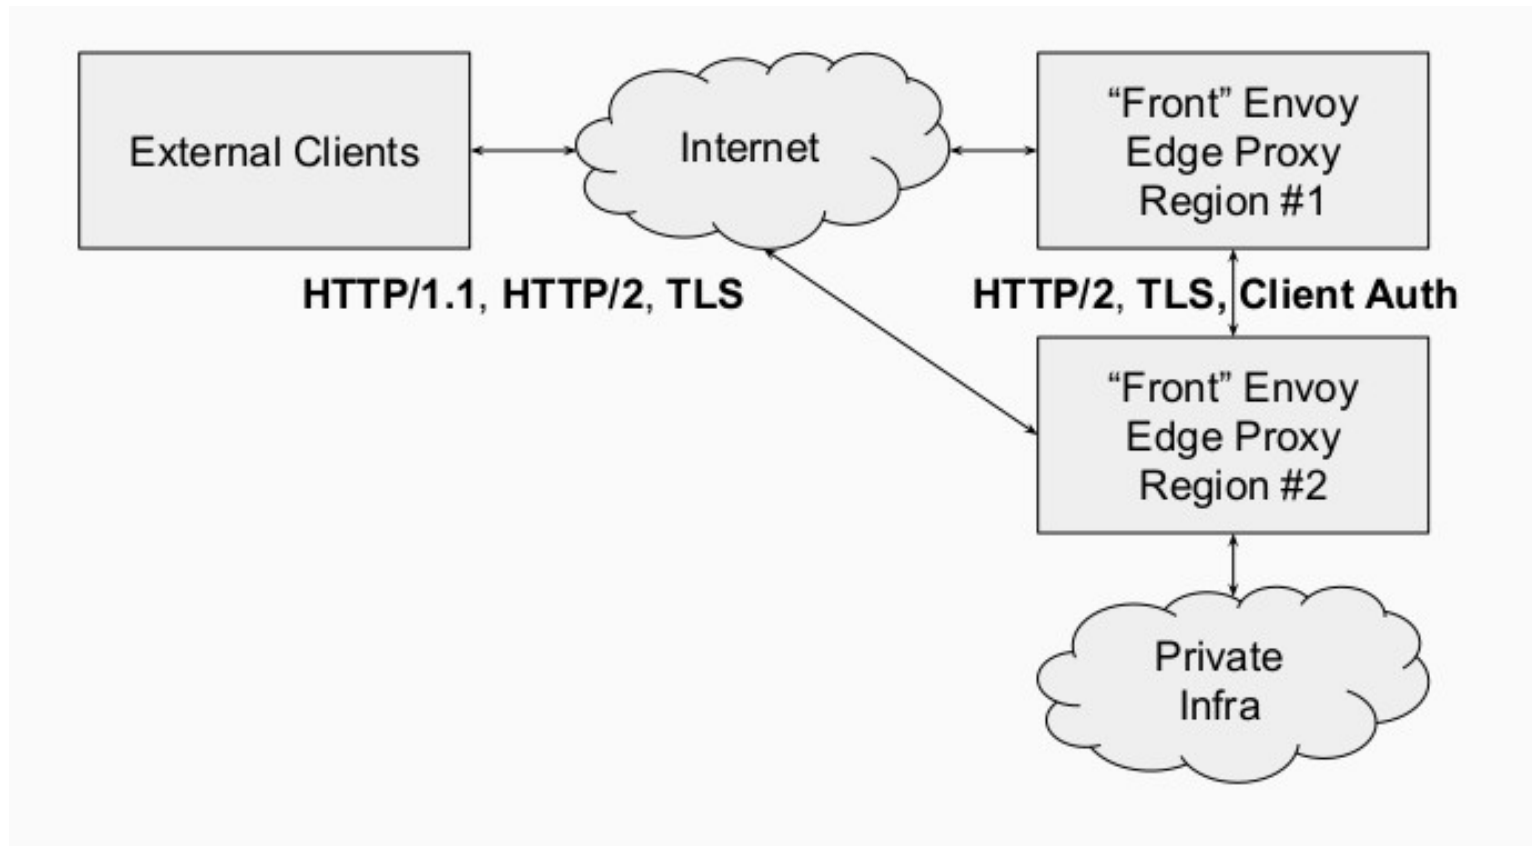 External Clients
Internet
“Front” Envoy
Edge Proxy
Region #1
HTTP/1.1, HTTP/2, TLS
HTTP/2, TLS, Client Auth
“Front” Envoy
Edge Proxy
Region #2
Private
Infra